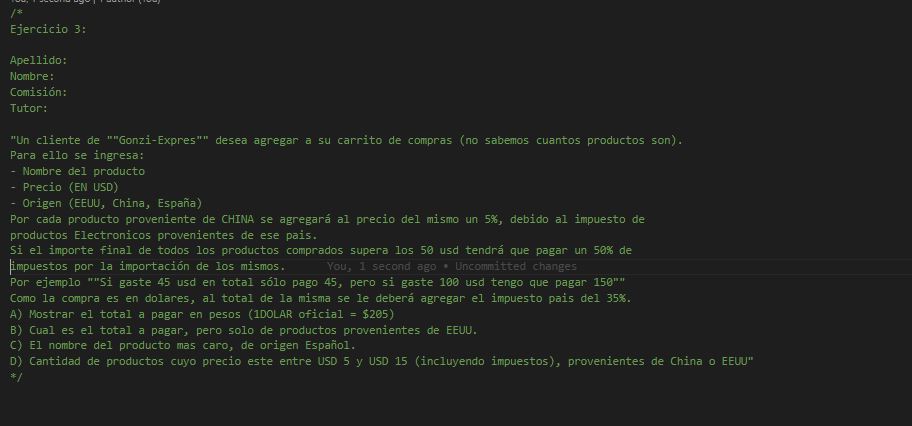 You, 1 second ago | 1 author (You)
/*
Ejercicio 3:
Apellido:
Nombre:
Comisión:
Tutor:
"Un cliente de ""Gonzi-Expres"" desea agregar a su carrito de compras (no sabemos cuantos productos son).
Para ello se ingresa:
- Nombre del producto
- Precio (EN USD)
- Origen (EEUU, China, España)
Por cada producto proveniente de CHINA se agregará al precio del mismo un 5%, debido al impuesto de
productos Electronicos provenientes de ese pais.
Si el importe final de todos los productos comprados supera los 50 usd tendrá que pagar un 50% de
impuestos por la importación de los mismos. You, 1 second ago • Uncommitted changes
Por ejemplo ""Si gaste 45 usd en total sólo pago 45, pero si gaste 100 usd tengo que pagar 150""
Como la compra es en dolares, al total de la misma se le deberá agregar el impuesto pais del 35%.
A) Mostrar el total a pagar en pesos (1DOLAR oficial = $205)
B) Cual es el total a pagar, pero solo de productos provenientes de EEUU.
C) El nombre del producto mas caro, de origen Español.
D) Cantidad de productos cuyo precio este entre USD 5 y USD 15 (incluyendo impuestos), provenientes de China o EEUU"
*/